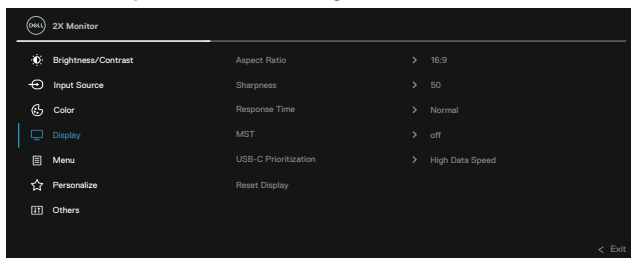 DELL 2X Monitor
Brightness/Contrast Aspect Ratio > 16:9
Input Source Sharpness > 50
Color Response Time > Normal
Display MST > off
Menu USB-C Prioritization > High Data Speed
Personalize Reset Display
Others
< Exit